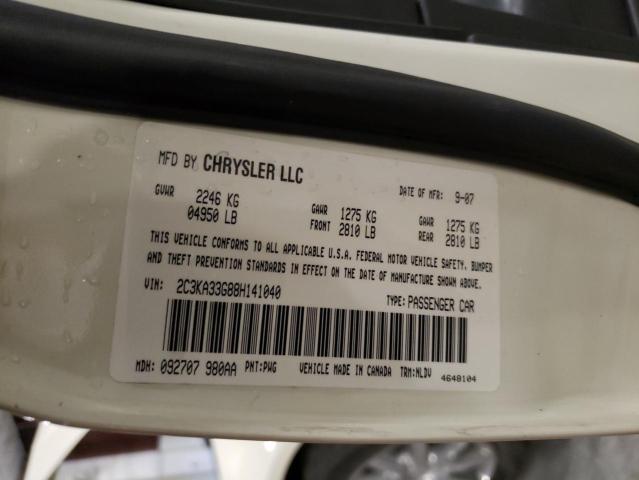 MFD BY CHRYSLER LLC DATE OF MFR: 9-07
GVWR 2246 KG GAWR 1275 KG GAWR 1275 KG
04950 LB FRONT 2810 LB REAR 2810 LB
THIS VEHICLE CONFORMS TO ALL APPLICABLE U.S.A. FEDERAL MOTOR VEHICLE SAFETY, BUMPER
AND THEFT PREVENTION STANDARDS IN EFFECT ON THE DATE OF MANUFACTURE SHOWN ABOVE.
VIN: 2C3KA33G88H141040 TYPE: PASSENGER CAR
MDH: 092707 980AA PNT:PWG VEHICLE MADE IN CANADA TRM:NLDV
4648104